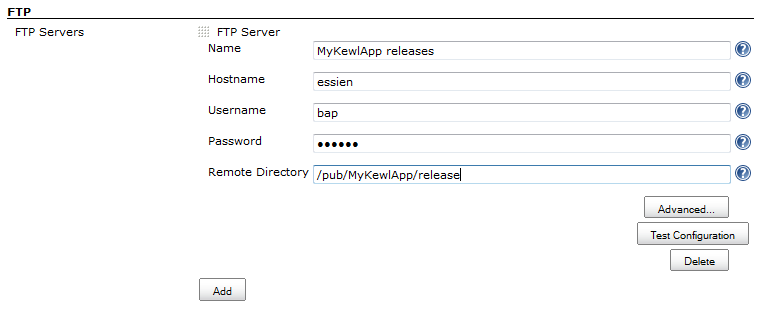 FTP
FTP Servers
FTP Server
Name
MyKewlApp releases
?
Hostname
essien
?
Username
bap
?
Password
••••••
?
Remote Directory
/pub/MyKewlApp/release
?
Advanced...
Test Configuration
Delete
Add